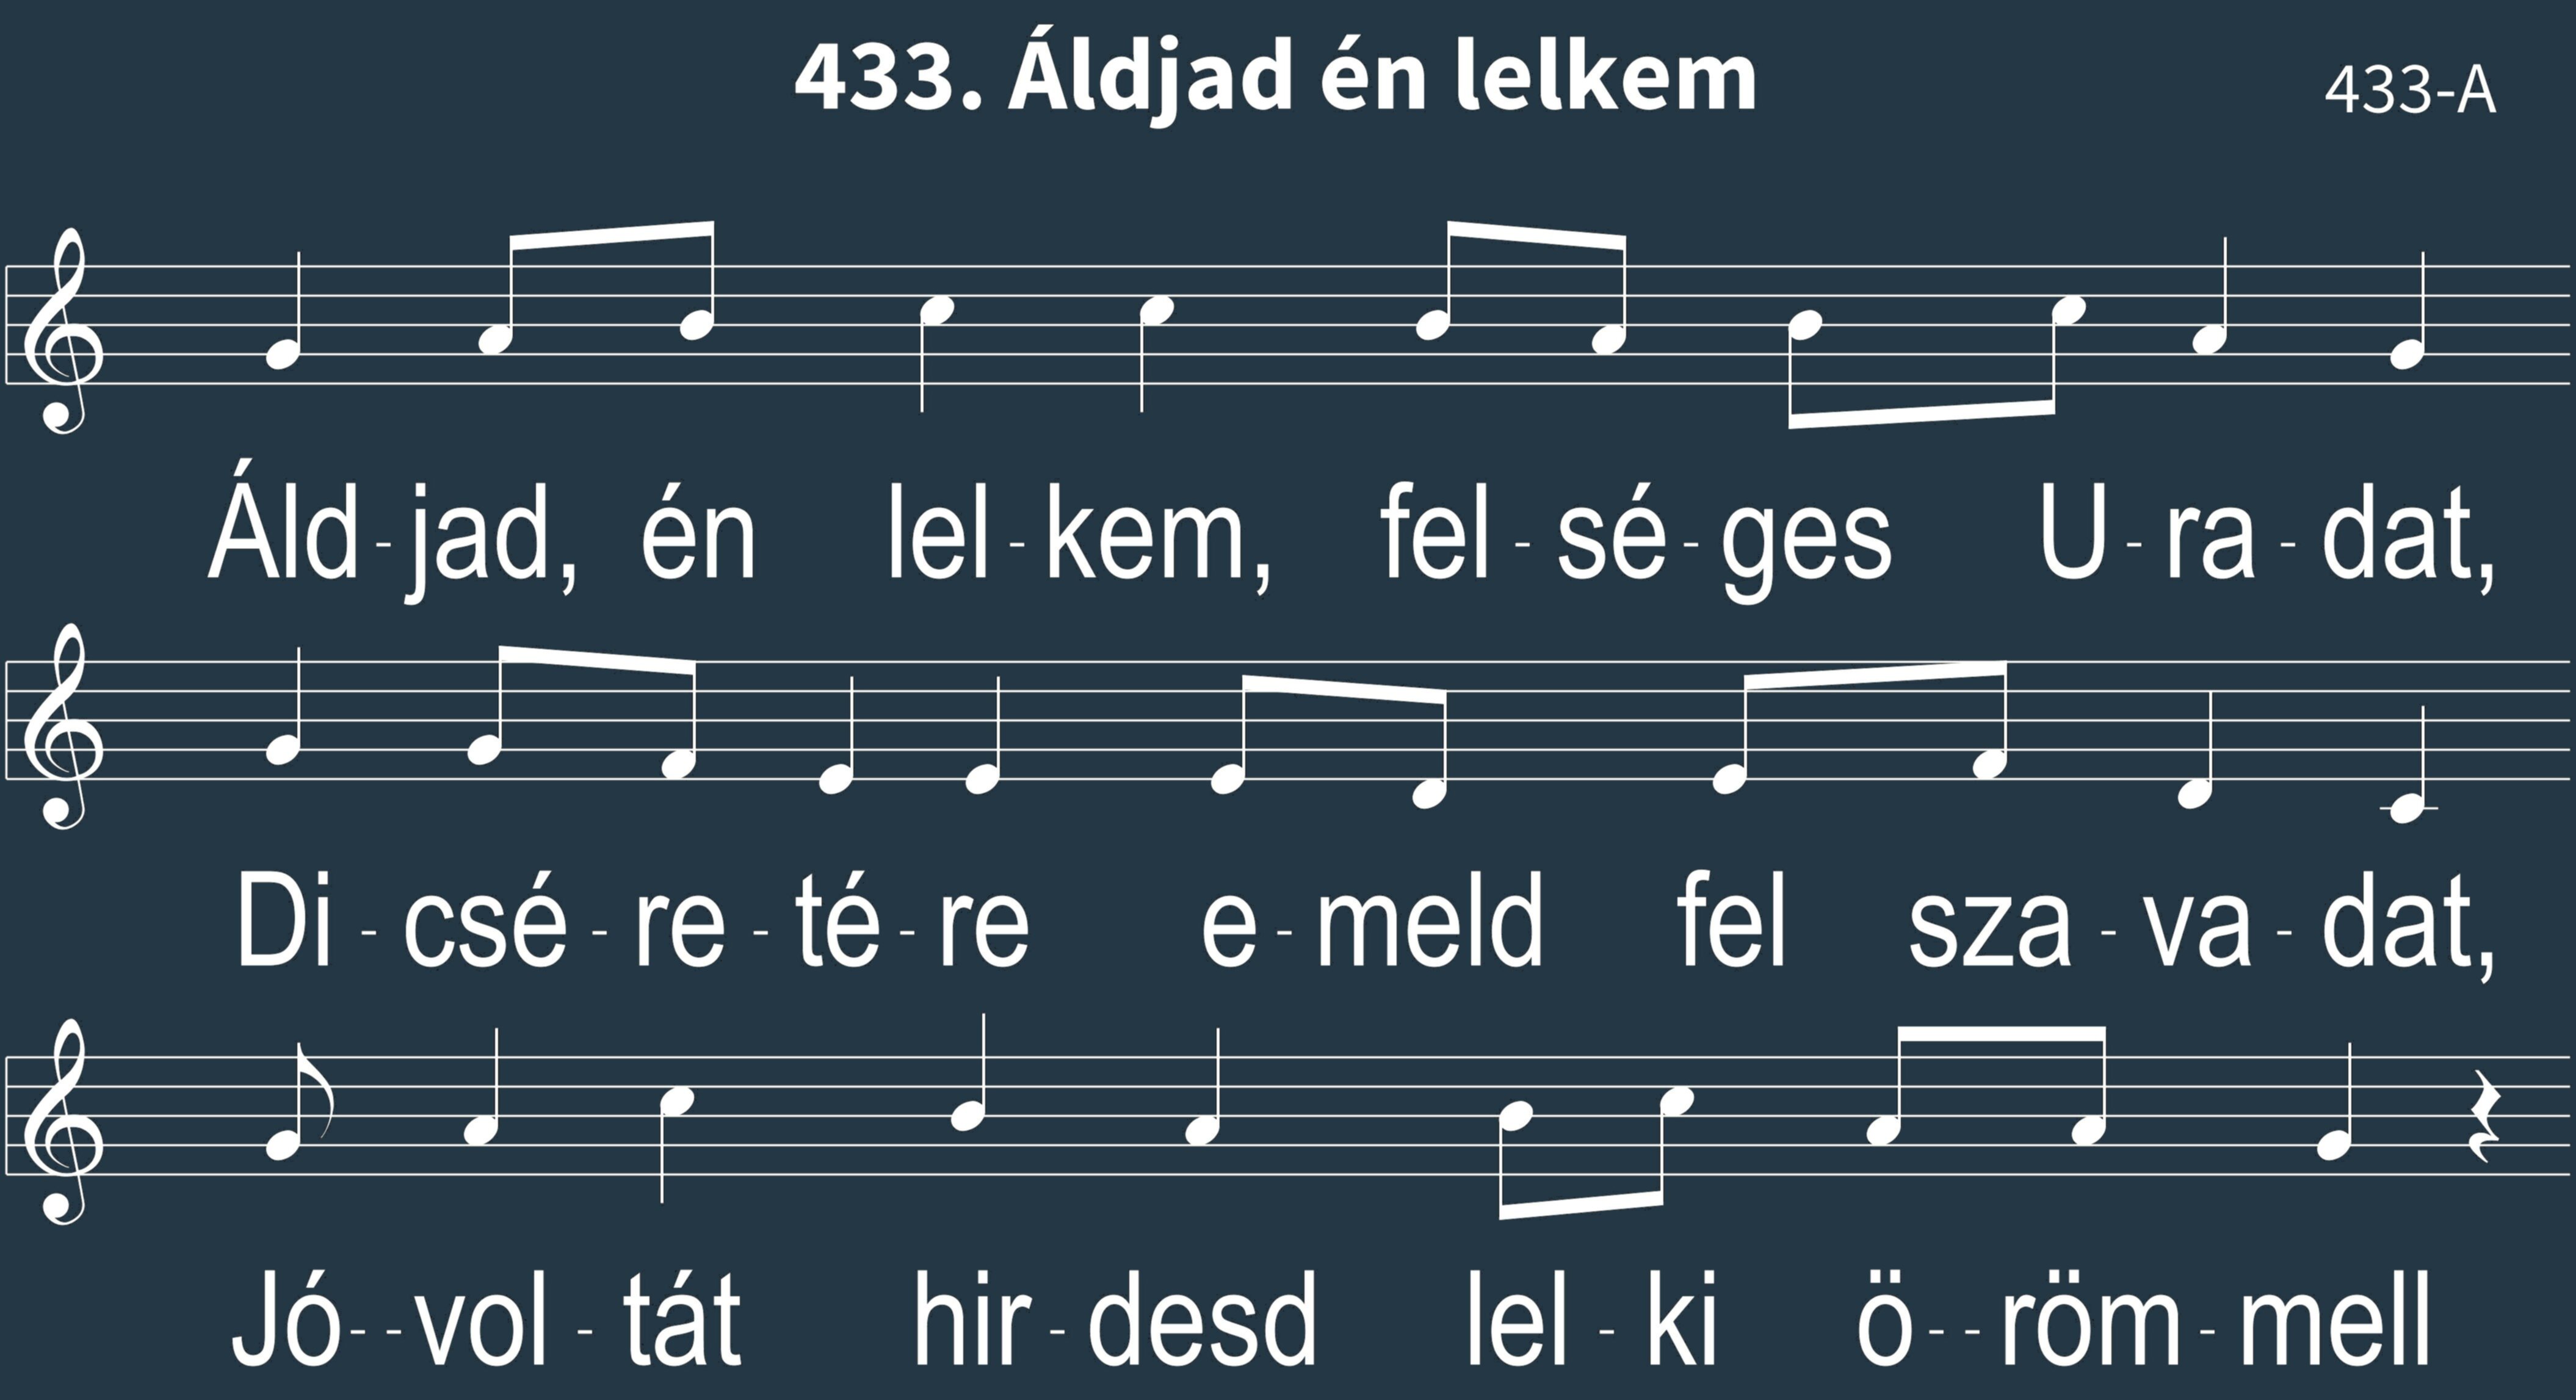 433. Áldjad én lelkem
433-A
Áld - jad, én lel - kem, fel - sé - ges U - ra - dat,
Di - csé - re - té - re e - meld fel sza - va - dat,
Jó- -vol - tát hir - desd lel - ki ö- -röm - mell